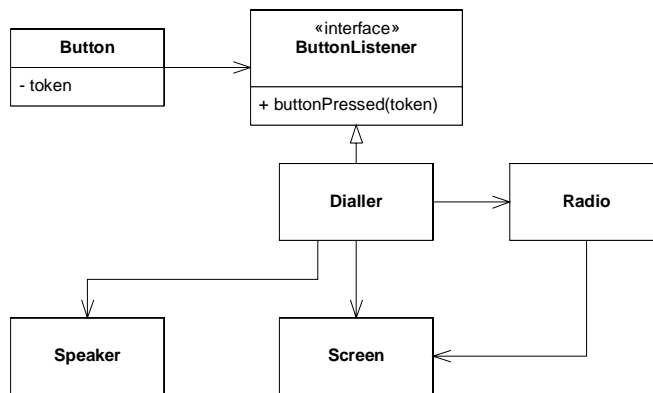 Button
- token
«interface»
ButtonListener
+ buttonPressed(token)
Dialler
Radio
Speaker
Screen